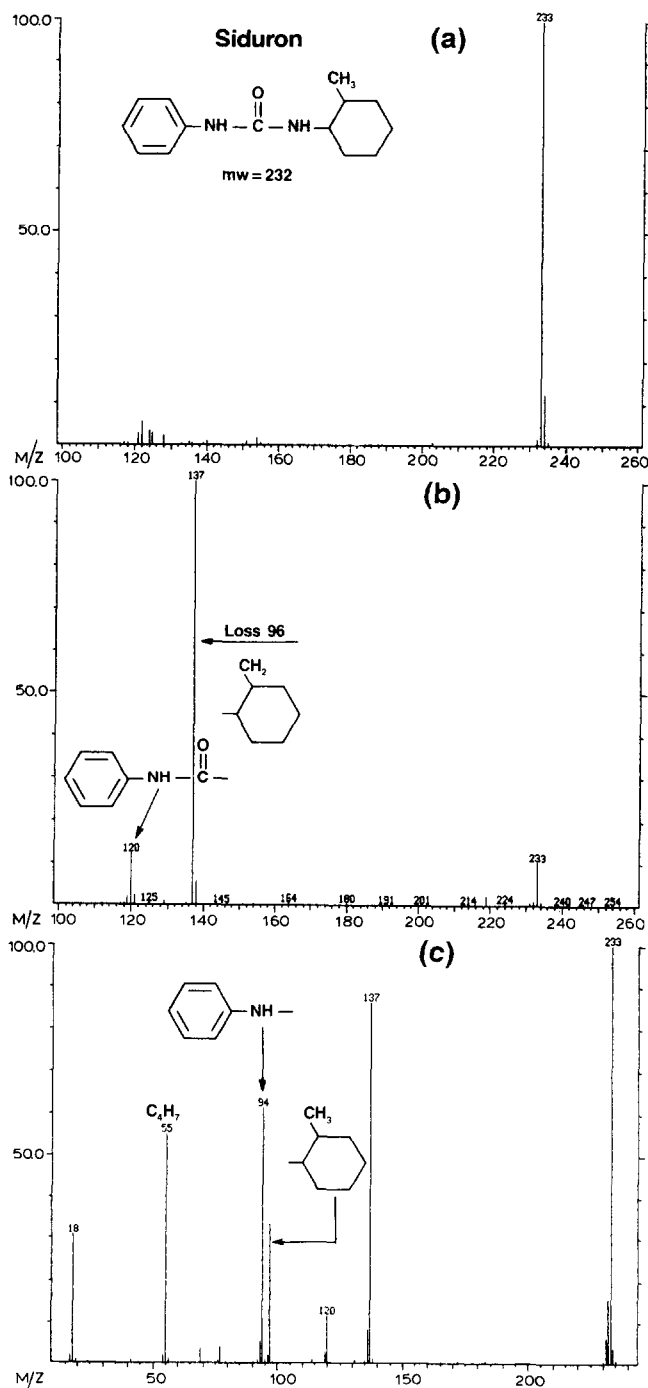 100.0
Siduron
(a)
233
CH3
O
NH
C
NH
mw = 232
50.0
M/Z
100
120
140
160
180
200
220
240
260
137
100.0
(b)
Loss 96
CH2
50.0
O
NH
C
120
233
125
145
164
180
191
201
214
224
240
247
254
M/Z
100
120
140
160
180
200
220
240
260
100.0
(c)
233
NH
137
C4H7
55
94
CH3
50.0
18
120
M/Z
50
100
150
200